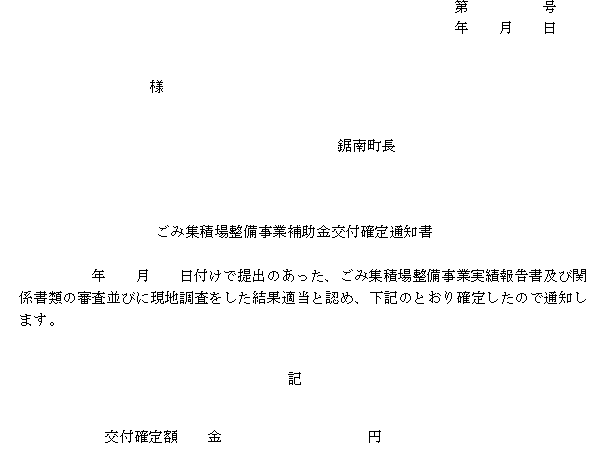 第　　　　　号
年　　月　　日
様
鋸南町長
ごみ集積場整備事業補助金交付確定通知書
年　　月　　日付けで提出のあった、ごみ集積場整備事業実績報告書及び関
係書類の審査並びに現地調査をした結果適当と認め、下記のとおり確定したので通知し
ます。
記
交付確定額　　金　　　　　　　　　　円